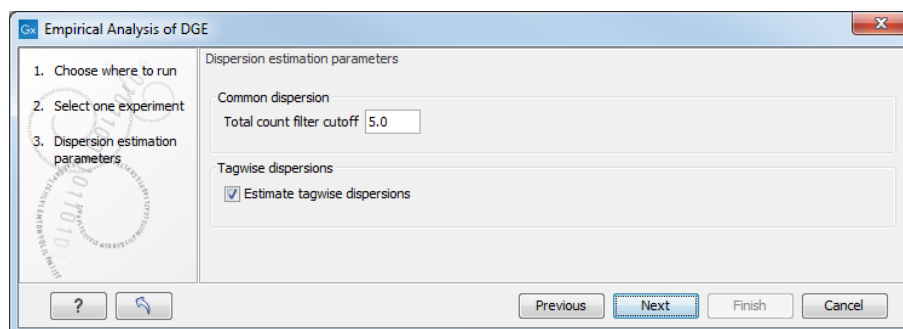 Gx Empirical Analysis of DGE
1. Choose where to run
2. Select one experiment
3. Dispersion estimation
parameters
Dispersion estimation parameters
Common dispersion
Total count filter cutoff 5.0
Tagwise dispersions
Estimate tagwise dispersions
? Previous Next Finish Cancel